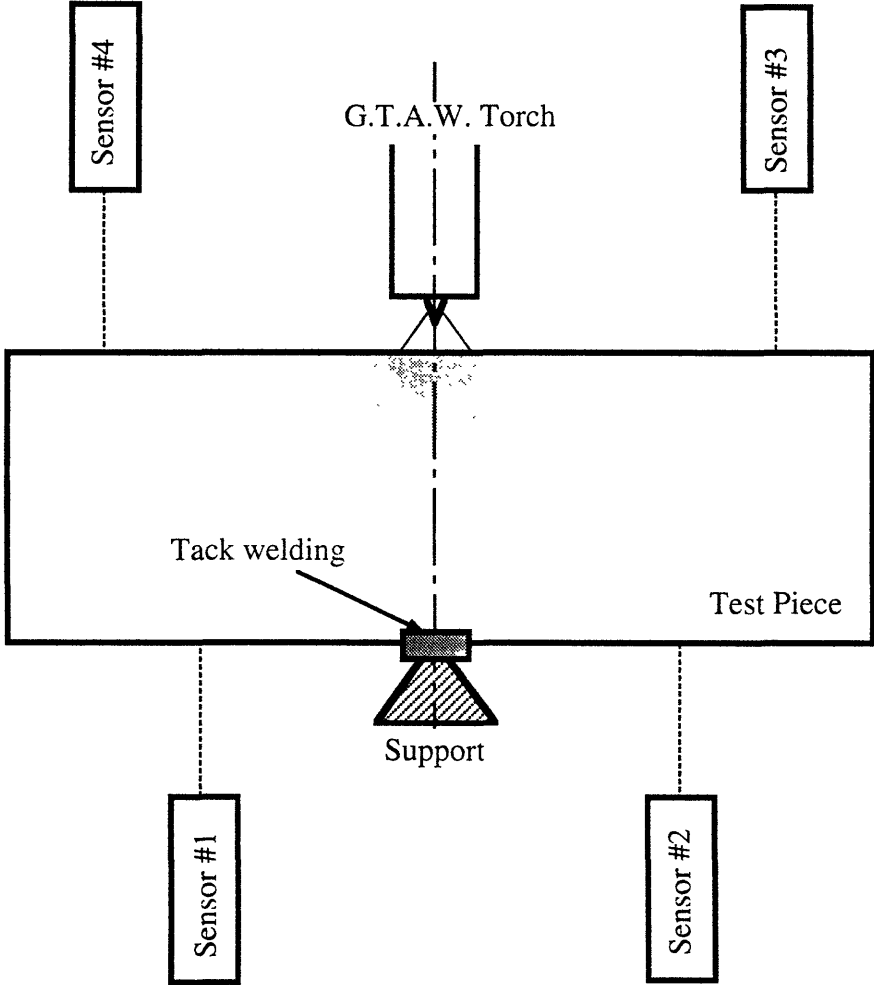 Sensor #4
Sensor #3
G.T.A.W. Torch
Tack welding
Test Piece
Support
Sensor #1
Sensor #2